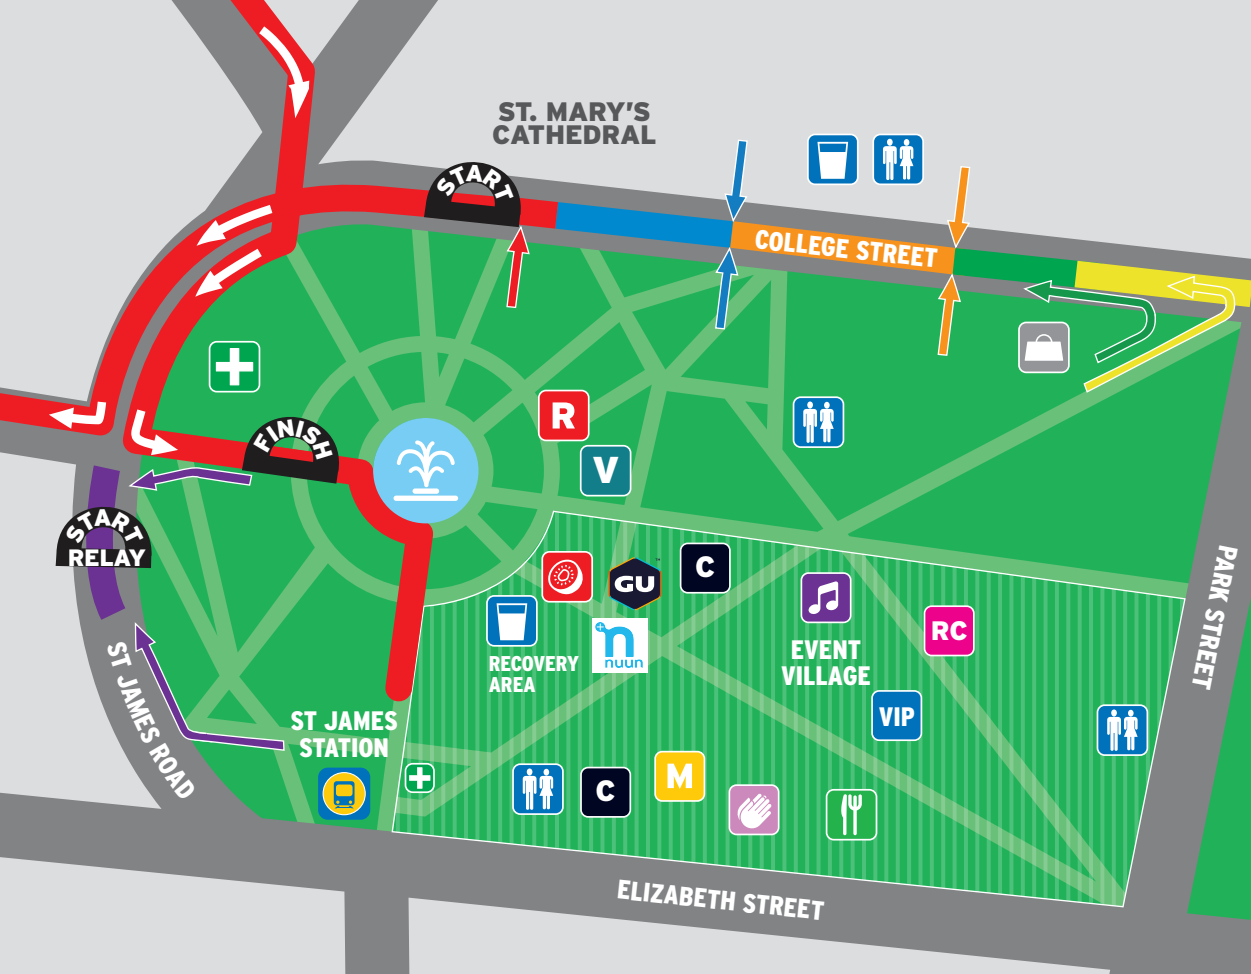 ST. MARY'S
CATHEDRAL
START
COLLEGE STREET
FINISH
R
V
START
RELAY
GU
C
nuun
RECOVERY
AREA
EVENT
VILLAGE
RC
VIP
PARK STREET
ST JAMES ROAD
ST JAMES
STATION
C
M
ELIZABETH STREET